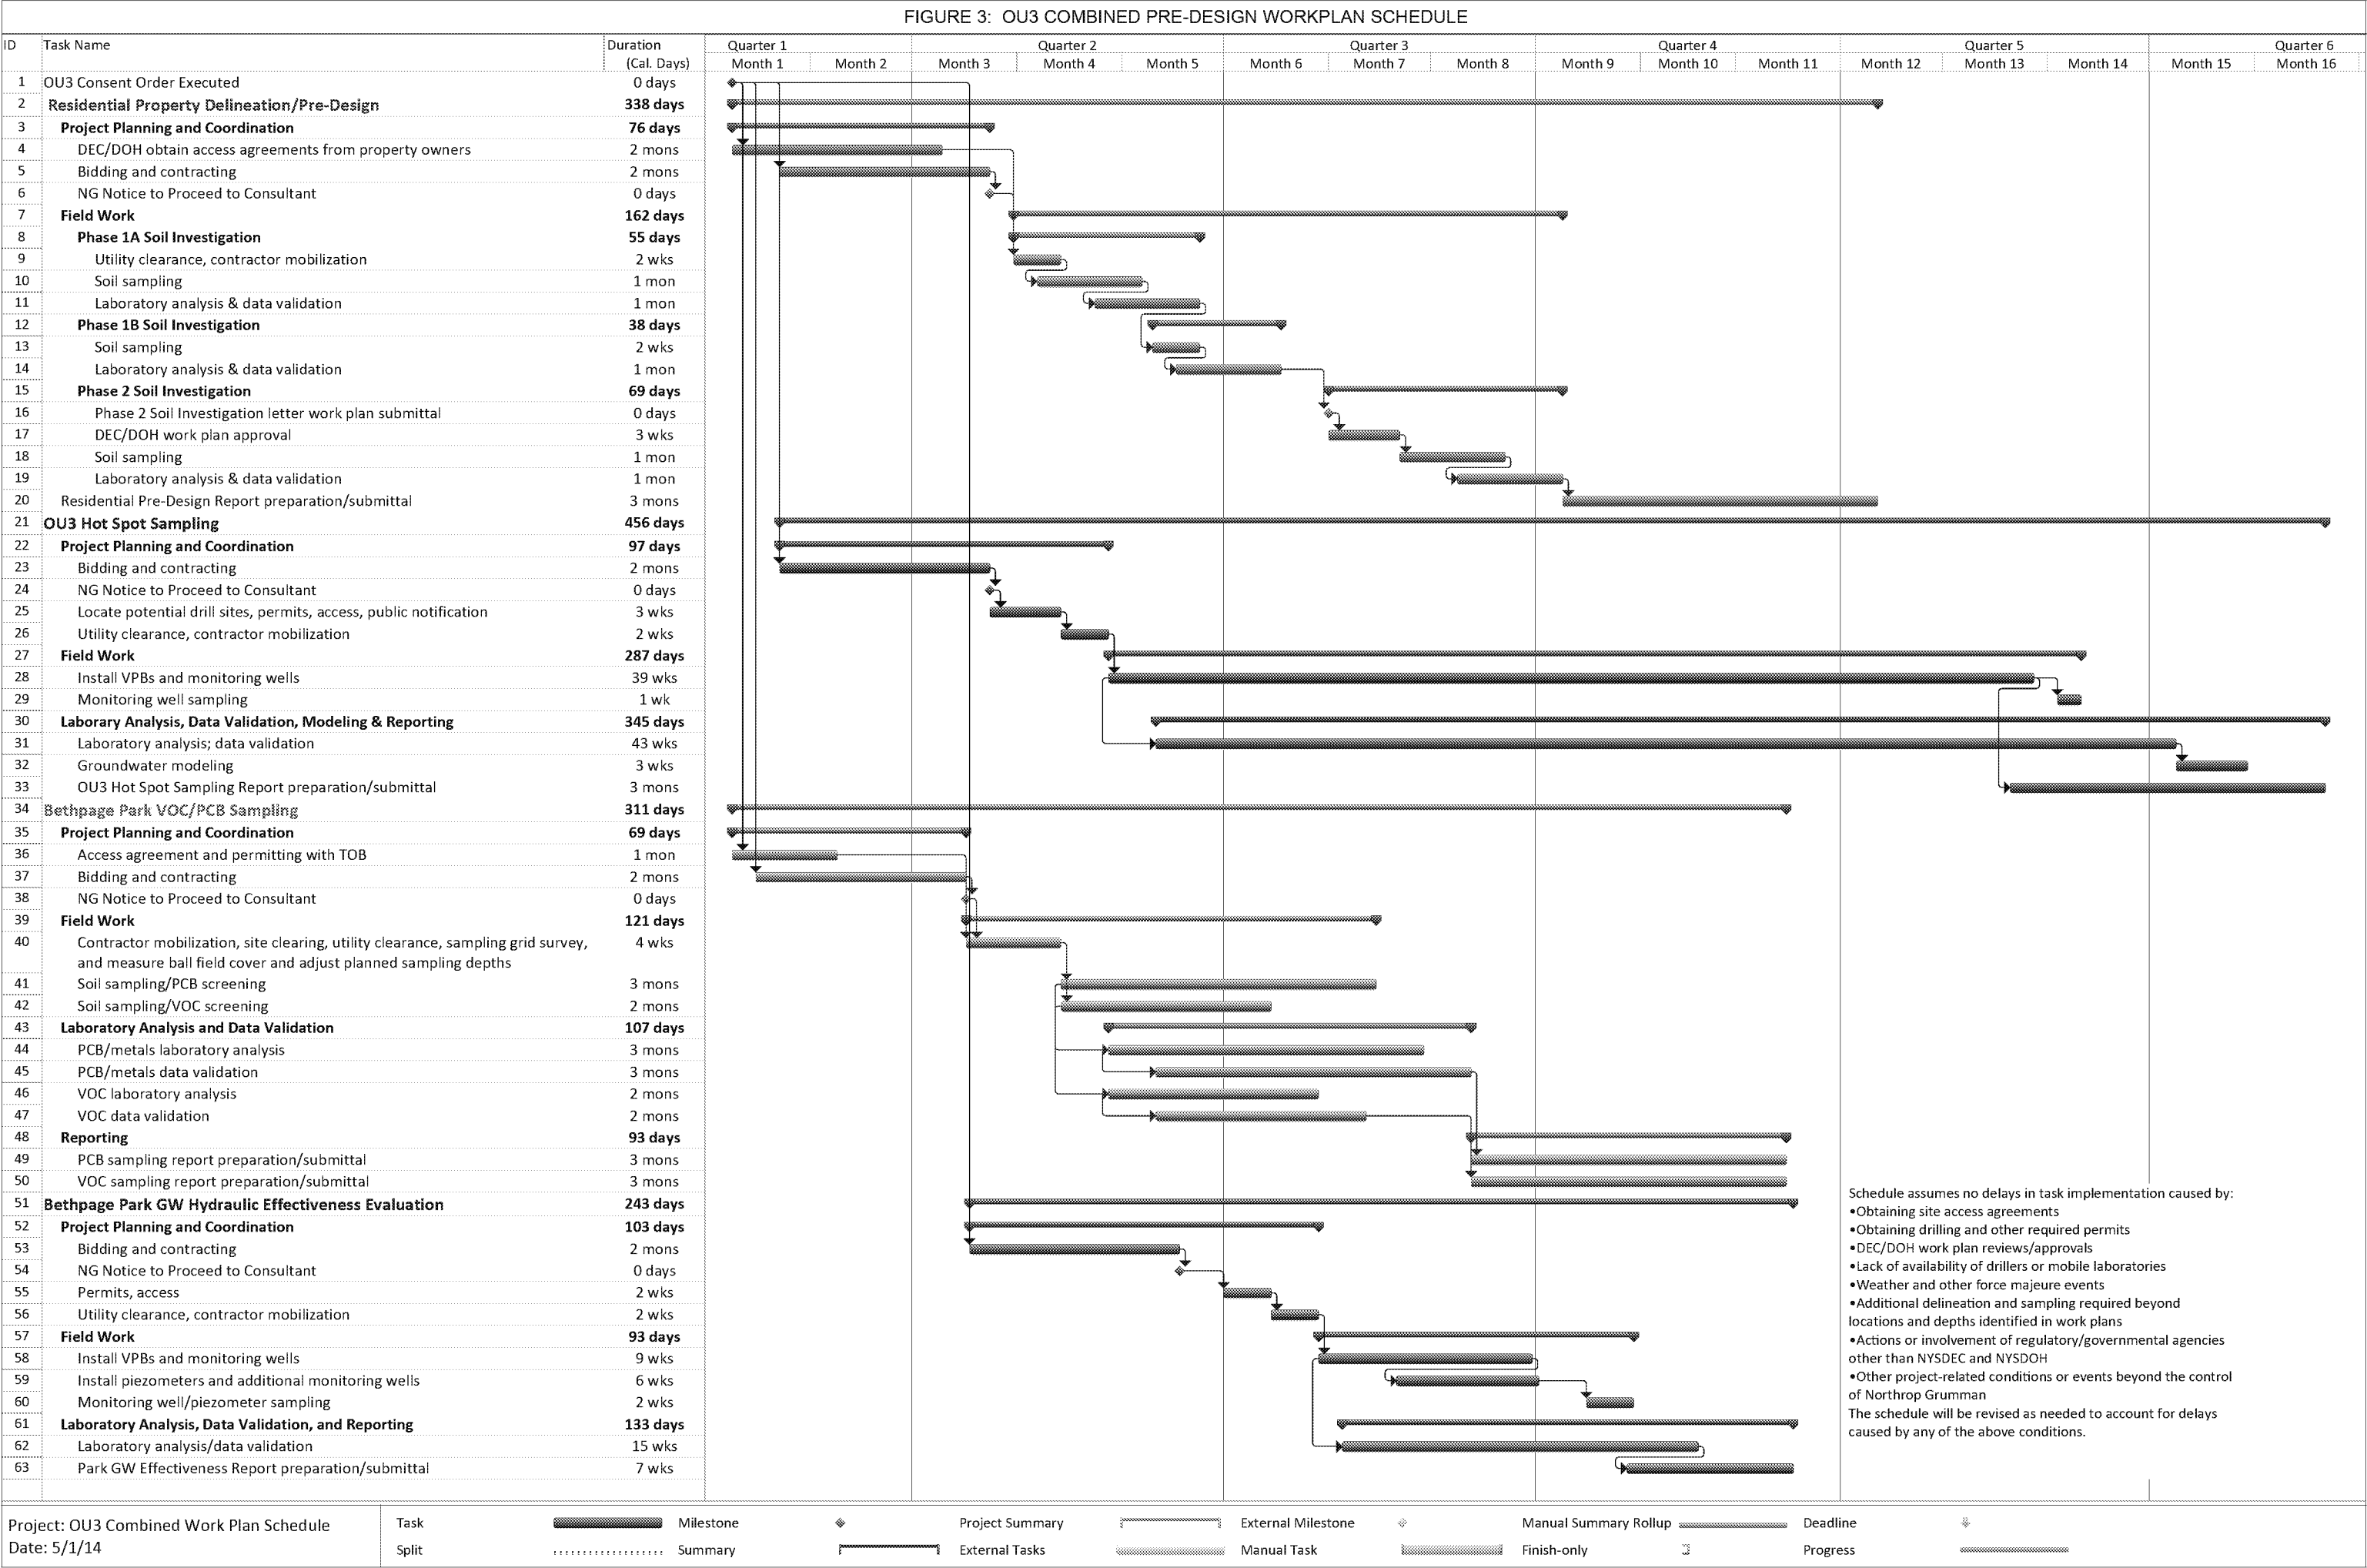 FIGURE 3: OU3 COMBINED PRE-DESIGN WORKPLAN SCHEDULE
ID Task Name Duration Quarter 1 Quarter 2 Quarter 3 Quarter 4 Quarter 5 Quarter 6
(Cal. Days) Month 1 Month 2 Month 3 Month 4 Month 5 Month 6 Month 7 Month 8 Month 9 Month 10 Month 11 Month 12 Month 13 Month 14 Month 15 Month 16
1 OU3 Consent Order Executed 0 days
2 Residential Property Delineation/Pre-Design 338 days
3 Project Planning and Coordination 76 days
4 DEC/DOH obtain access agreements from property owners 2 mons
5 Bidding and contracting 2 mons
6 NG Notice to Proceed to Consultant 0 days
7 Field Work 162 days
8 Phase 1A Soil Investigation 55 days
9 Utility clearance, contractor mobilization 2 wks
10 Soil sampling 1 mon
11 Laboratory analysis & data validation 1 mon
12 Phase 1B Soil Investigation 38 days
13 Soil sampling 2 wks
14 Laboratory analysis & data validation 1 mon
15 Phase 2 Soil Investigation 69 days
16 Phase 2 Soil Investigation letter work plan submittal 0 days
17 DEC/DOH work plan approval 3 wks
18 Soil sampling 1 mon
19 Laboratory analysis & data validation 1 mon
20 Residential Pre-Design Report preparation/submittal 3 mons
21 OU3 Hot Spot Sampling 456 days
22 Project Planning and Coordination 97 days
23 Bidding and contracting 2 mons
24 NG Notice to Proceed to Consultant 0 days
25 Locate potential drill sites, permits, access, public notification 3 wks
26 Utility clearance, contractor mobilization 2 wks
27 Field Work 287 days
28 Install VPBs and monitoring wells 39 wks
29 Monitoring well sampling 1 wk
30 Laborary Analysis, Data Validation, Modeling & Reporting 345 days
31 Laboratory analysis; data validation 43 wks
32 Groundwater modeling 3 wks
33 OU3 Hot Spot Sampling Report preparation/submittal 3 mons
34 Bethpage Park VOC/PCB Sampling 311 days
35 Project Planning and Coordination 69 days
36 Access agreement and permitting with TOB 1 mon
37 Bidding and contracting 2 mons
38 NG Notice to Proceed to Consultant 0 days
39 Field Work 121 days
40 Contractor mobilization, site clearing, utility clearance, sampling grid survey, 4 wks
and measure ball field cover and adjust planned sampling depths
41 Soil sampling/PCB screening 3 mons
42 Soil sampling/VOC screening 2 mons
43 Laboratory Analysis and Data Validation 107 days
44 PCB/metals laboratory analysis 3 mons
45 PCB/metals data validation 3 mons
46 VOC laboratory analysis 2 mons
47 VOC data validation 2 mons
48 Reporting 93 days
49 PCB sampling report preparation/submittal 3 mons
50 VOC sampling report preparation/submittal 3 mons
51 Bethpage Park GW Hydraulic Effectiveness Evaluation 243 days
52 Project Planning and Coordination 103 days
53 Bidding and contracting 2 mons
54 NG Notice to Proceed to Consultant 0 days
55 Permits, access 2 wks
56 Utility clearance, contractor mobilization 2 wks
57 Field Work 93 days
58 Install VPBs and monitoring wells 9 wks
59 Install piezometers and additional monitoring wells 6 wks
60 Monitoring well/piezometer sampling 2 wks
61 Laboratory Analysis, Data Validation, and Reporting 133 days
62 Laboratory analysis/data validation 15 wks
63 Park GW Effectiveness Report preparation/submittal 7 wks
Schedule assumes no delays in task implementation caused by:
•Obtaining site access agreements
•Obtaining drilling and other required permits
•DEC/DOH work plan reviews/approvals
•Lack of availability of drillers or mobile laboratories
•Weather and other force majeure events
•Additional delineation and sampling required beyond
locations and depths identified in work plans
•Actions or involvement of regulatory/governmental agencies
other than NYSDEC and NYSDOH
•Other project-related conditions or events beyond the control
of Northrop Grumman
The schedule will be revised as needed to account for delays
caused by any of the above conditions.
Project: OU3 Combined Work Plan Schedule
Date: 5/1/14
Task Milestone Project Summary External Milestone Manual Summary Rollup Deadline
Split Summary External Tasks Manual Task Finish-only Progress